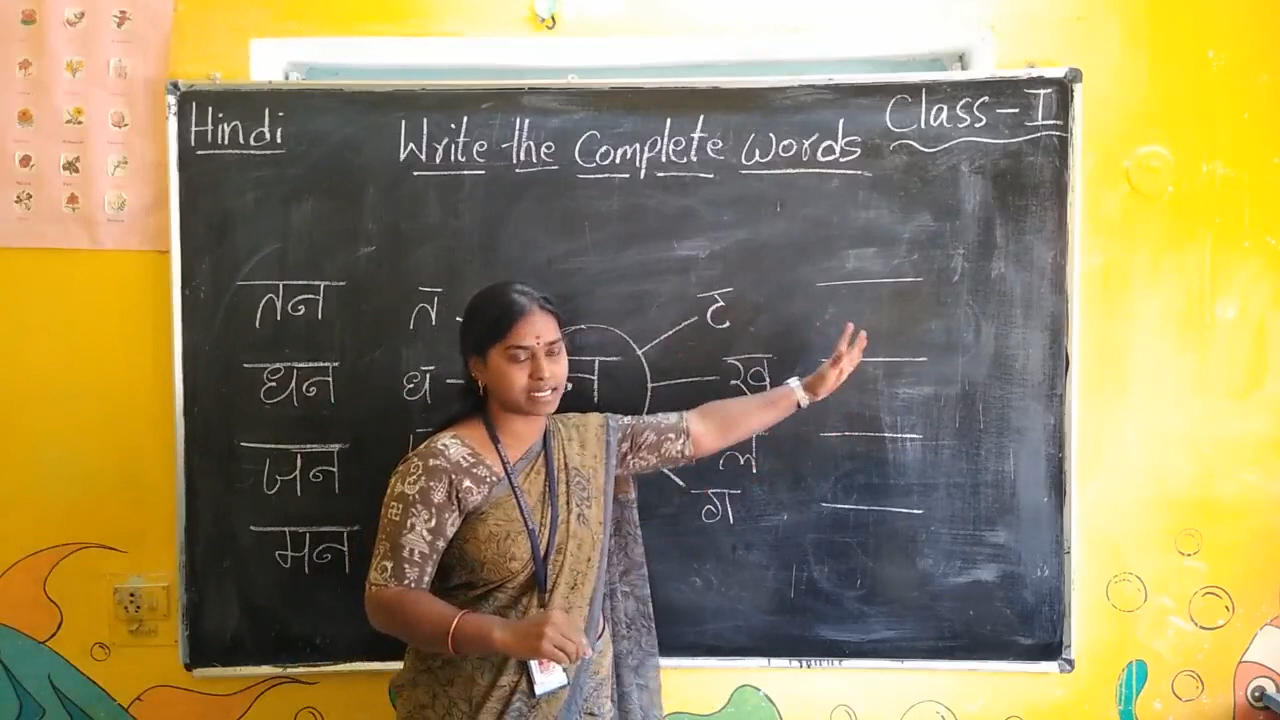 Hindi Write the Complete words Class-I
तन त न ट
धन ध ख
जन ल
मन ग